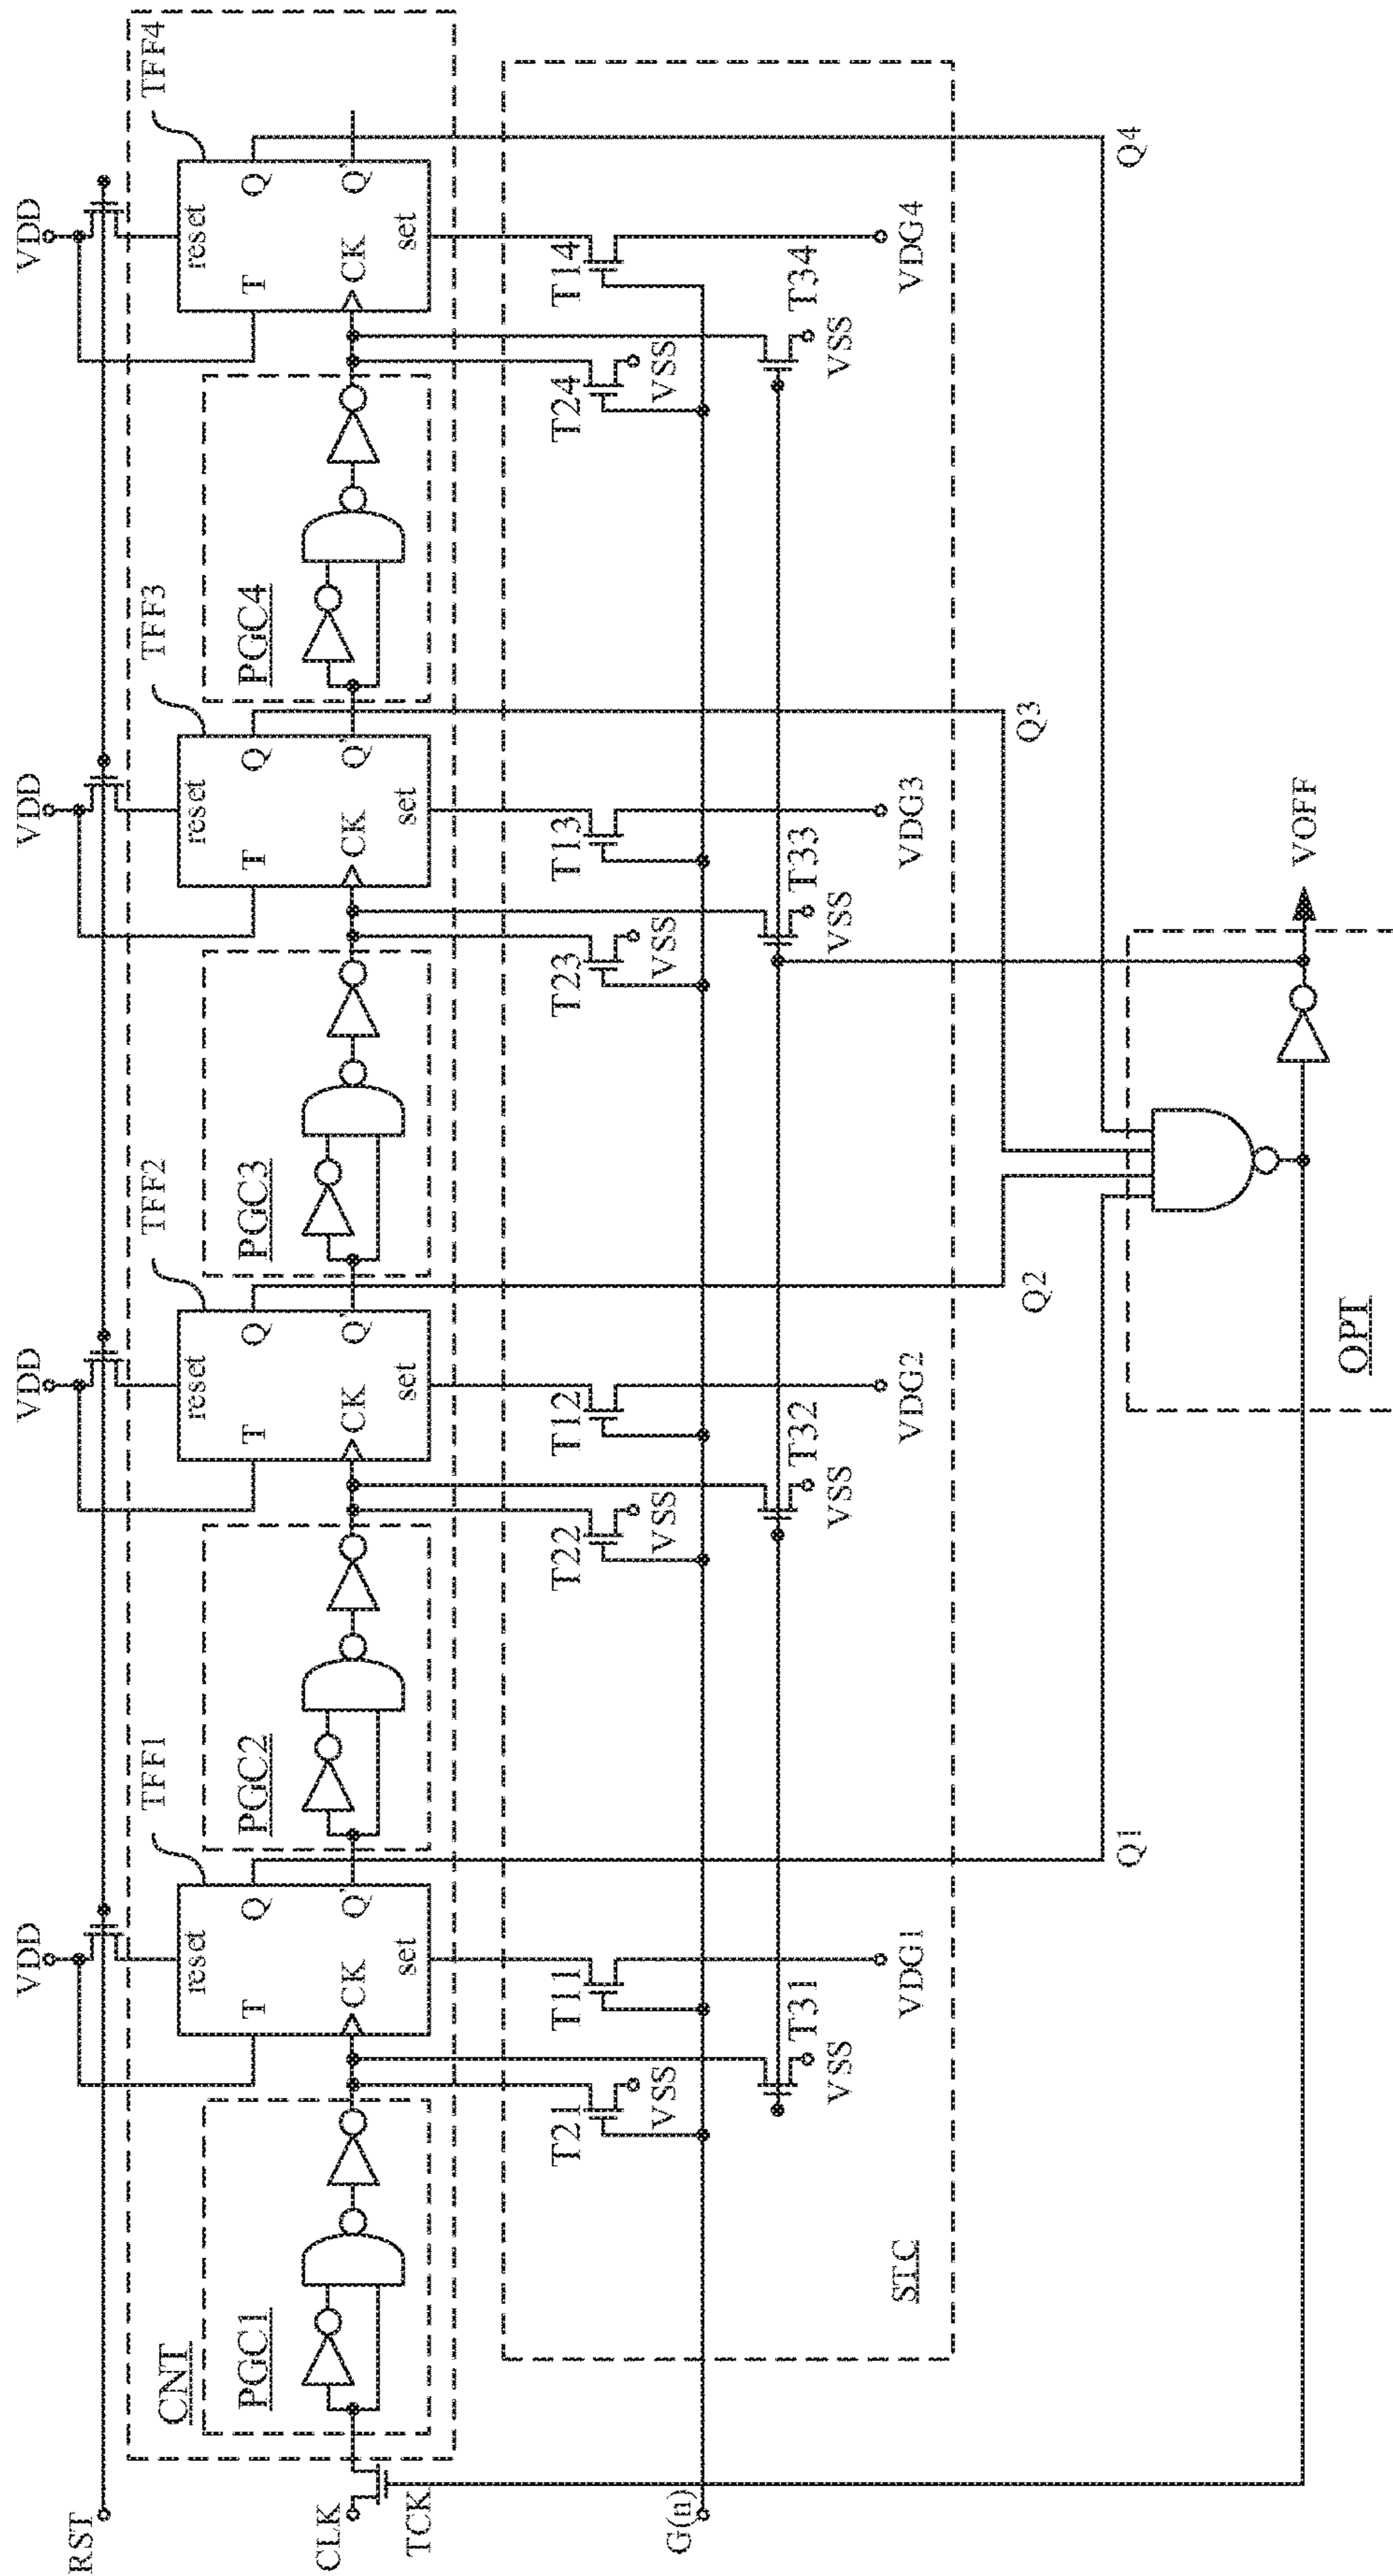 RST
VDD
VDD
VDD
VDD
CNT
TFF1
TFF2
TFF3
TFF4
reset
T
Q
CK
Q'
set
reset
T
Q
CK
Q'
set
reset
T
Q
CK
Q'
set
reset
T
Q
CK
Q'
set
PGC1
PGC2
PGC3
PGC4
CLK
TCK
T21
VSS
T11
T22
VSS
T12
T23
VSS
T13
T24
VSS
T14
G(n)
T31
VSS
T32
VSS
T33
VSS
T34
VSS
STC
VDG1
VDG2
VDG3
VDG4
Q1
Q2
Q3
Q4
VOFF
OPT